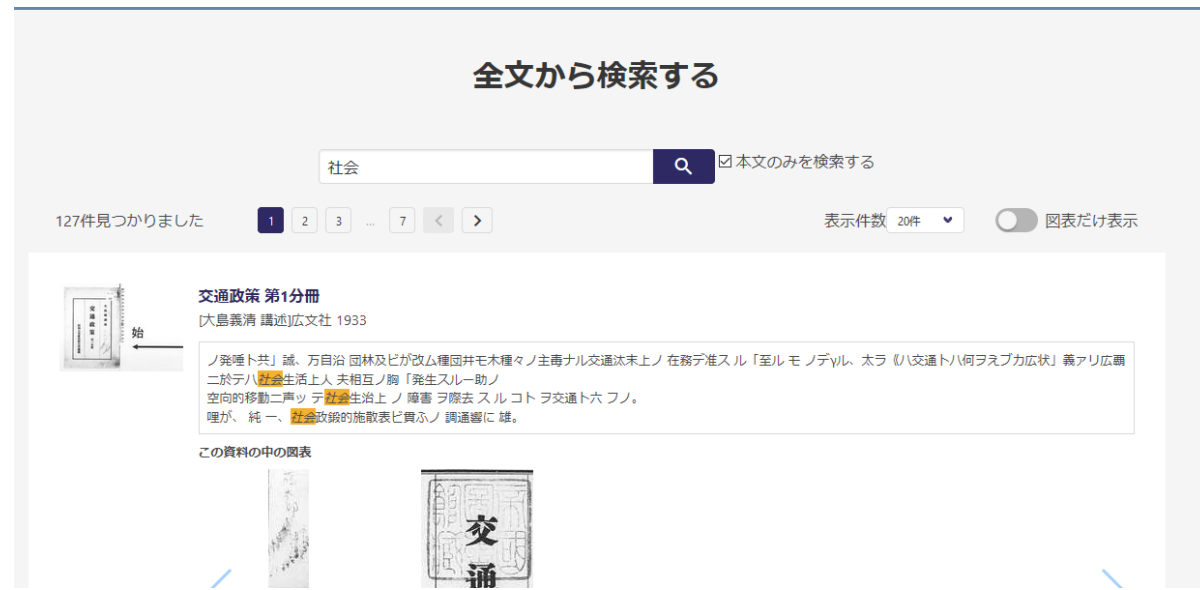 全文から検索する
社会
本文のみを検索する
127件見つかりました
1 2 3 … 7
表示件数 20件
図表だけ表示
交通政策 第1分冊
[大島義清 講述]広文社 1933
始
ノ発唾ト共」誠、万自沿 団林及ビが改ム種団井モ木種々ノ主毒ナル交通汰末上ノ 在務デ准ス ル「至ル モ ノデγル、太ラ《ハ交通トハ何ヲえブカ広状」義ァリ広覇
ニ於テハ社会生活上人 夫相互ノ胸「発生スルー助ノ
空向的移動二声ッ テ社会生治上 ノ 障害 ヲ際去 ス ル コト ヲ交通ト六 フノ。
哩が、 純 一、社会政鍛的施散表ビ貫ふノ 調通響に 雄。
この資料の中の図表
交通